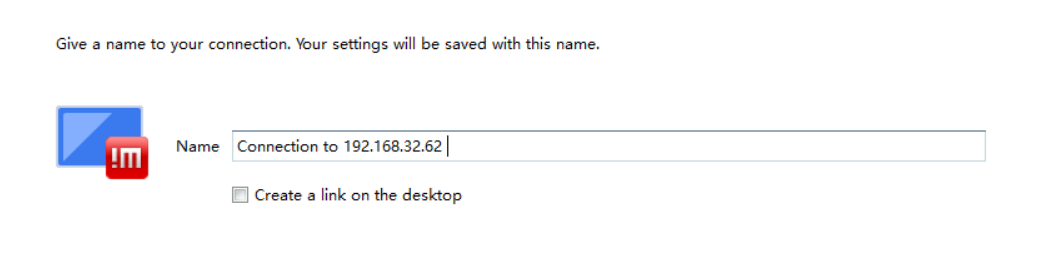 Give a name to your connection. Your settings will be saved with this name.
!m
Name Connection to 192.168.32.62
Create a link on the desktop